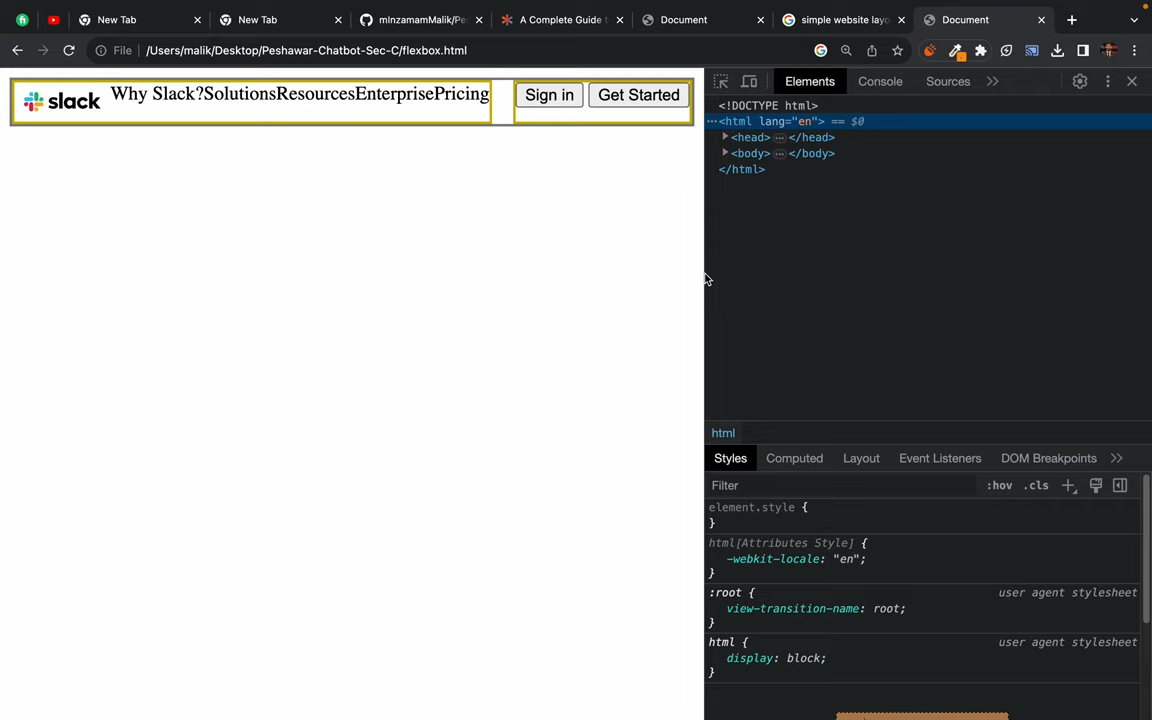 New Tab
New Tab
mInzamamMalik/Pe
A Complete Guide t
Document
simple website layo
Document
File
/Users/malik/Desktop/Peshawar-Chatbot-Sec-C/flexbox.html
slack
Why Slack?SolutionsResourcesEnterprisePricing
Sign in
Get Started
Elements
Console
Sources
<!DOCTYPE html>
<html lang="en"> == $0
<head> … </head>
<body> … </body>
</html>
html
Styles
Computed
Layout
Event Listeners
DOM Breakpoints
Filter
:hov
.cls
element.style {
}
html[Attributes Style] {
-webkit-locale: "en";
}
:root {
user agent stylesheet
view-transition-name: root;
}
html {
user agent stylesheet
display: block;
}